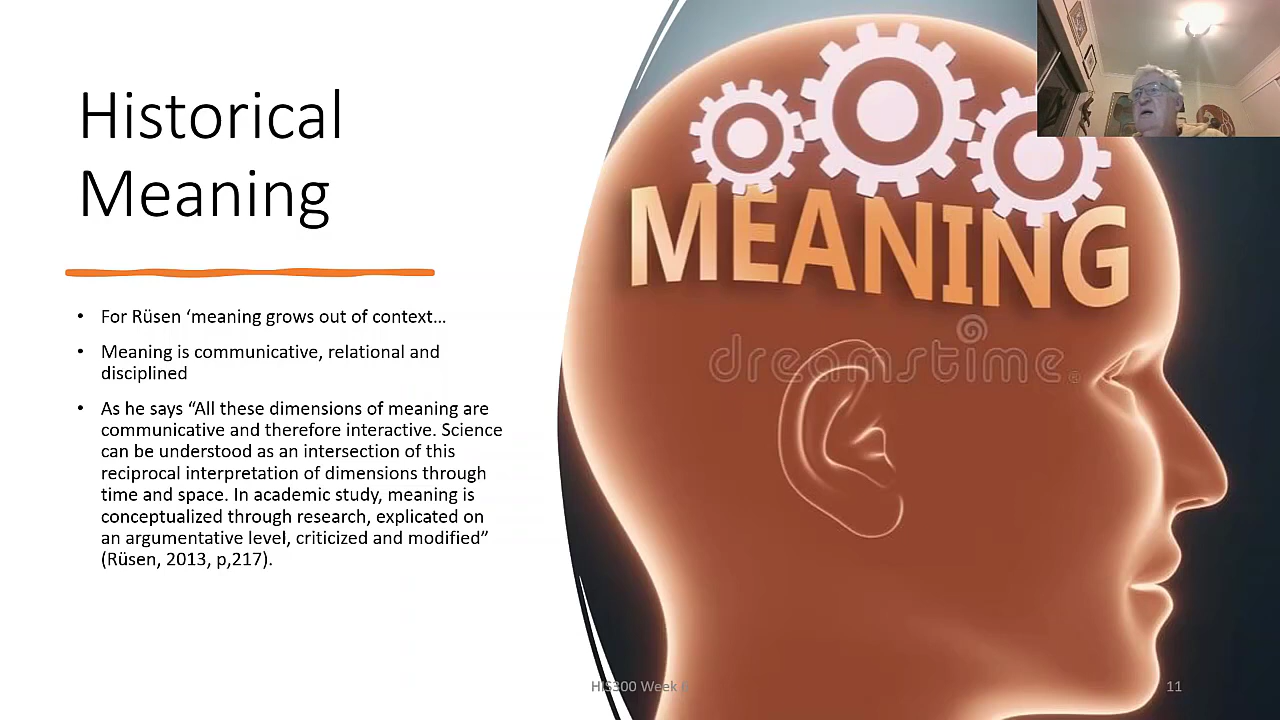 Historical
Meaning
• For Rüsen ‘meaning grows out of context…
• Meaning is communicative, relational and
disciplined
• As he says “All these dimensions of meaning are
communicative and therefore interactive. Science
can be understood as an intersection of this
reciprocal interpretation of dimensions through
time and space. In academic study, meaning is
conceptualized through research, explicated on
an argumentative level, criticized and modified”
(Rüsen, 2013, p,217).
MEANING
dreamstime.
HIS300 Week 6
11